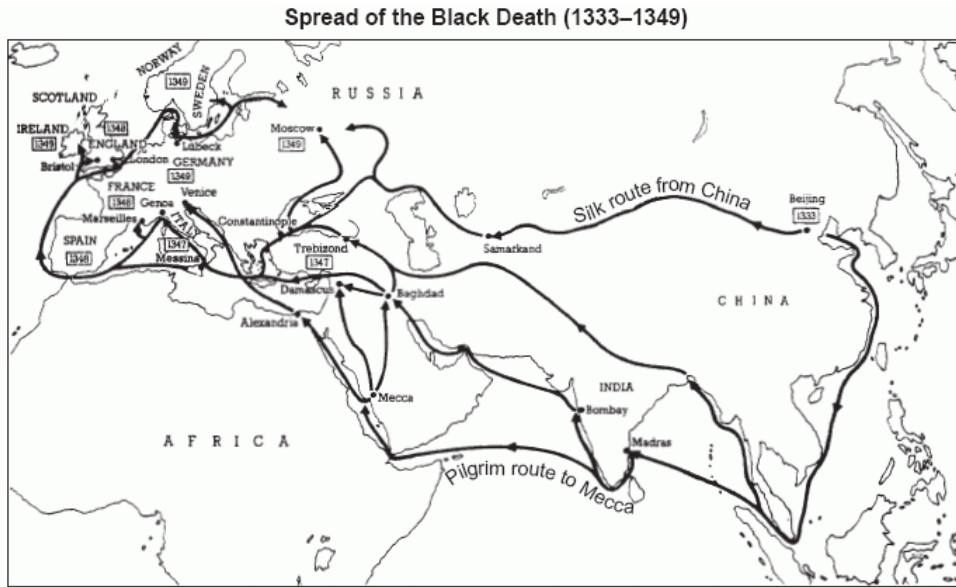 Spread of the Black Death (1333–1349)
NORWAY
1349
SWEDEN
RUSSIA
SCOTLAND
IRELAND
1349
1348
ENGLAND
Bristol
London
Lübeck
GERMANY
1349
Moscow
1349
FRANCE
1348
Venice
Genoa
Marseilles
ITALY
1347
SPAIN
1348
Messina
Constantinople
Trebizond
1347
Samarkand
Silk route from China
Beijing
1333
CHINA
Damascus
Baghdad
Alexandria
Mecca
INDIA
Bombay
Madras
AFRICA
Pilgrim route to Mecca